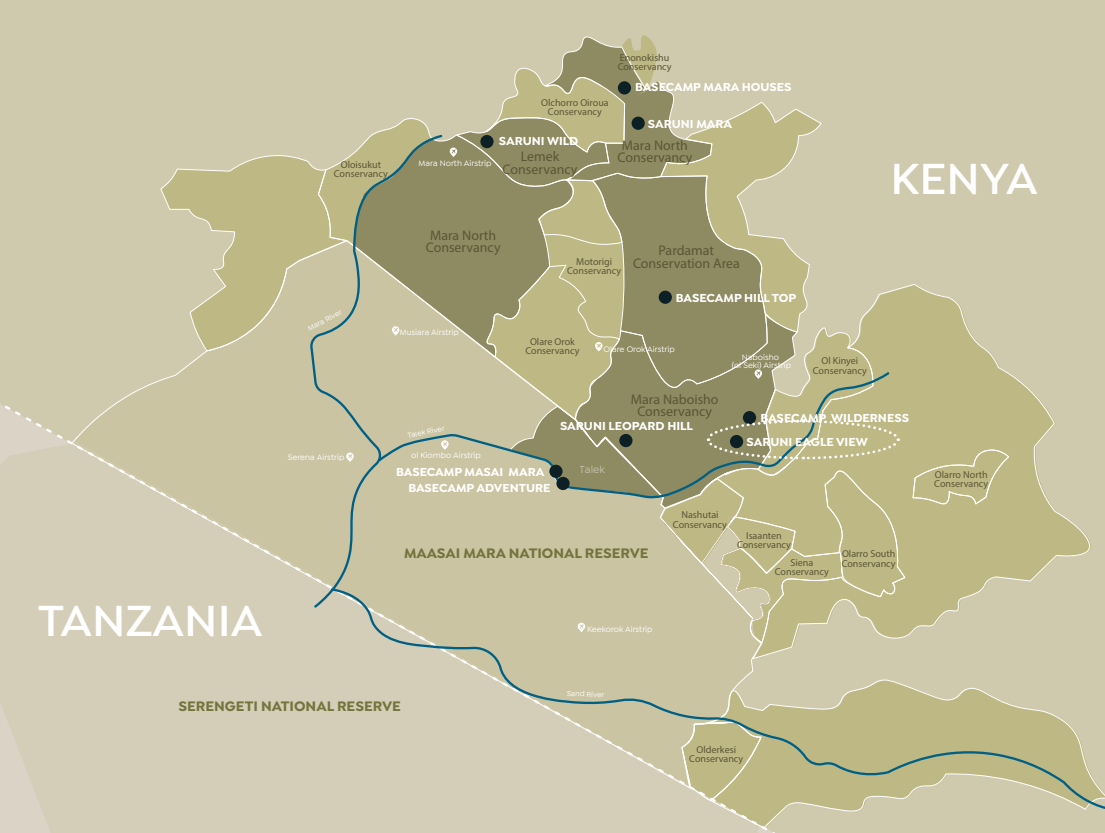 Enonokishu
Conservancy
BASECAMP MARA HOUSES
Olchorro Oiroua
Conservancy
SARUNI MARA
SARUNI WILD
Mara North
Conservancy
Mara North Airstrip
Lemek
Conservancy
Oloisukut
Conservancy
KENYA
Mara North
Conservancy
Pardamat
Conservation Area
Motorigi
Conservancy
BASECAMP HILL TOP
Mara River
Musiara Airstrip
Olare Orok
Conservancy
Olare Orok Airstrip
Naboisho
(ol Seki) Airstrip
Ol Kinyei
Conservancy
Mara Naboisho
Conservancy
BASECAMP WILDERNESS
SARUNI LEOPARD HILL
SARUNI EAGLE VIEW
Talek River
ol Kiombo Airstrip
Serena Airstrip
BASECAMP MASAI MARA
Talek
BASECAMP ADVENTURE
Olarro North
Conservancy
Nashutai
Conservancy
Isaanten
Conservancy
Siena
Conservancy
Olarro South
Conservancy
MAASAI MARA NATIONAL RESERVE
TANZANIA
Keekorok Airstrip
Sand River
SERENGETI NATIONAL RESERVE
Olderkesi
Conservancy